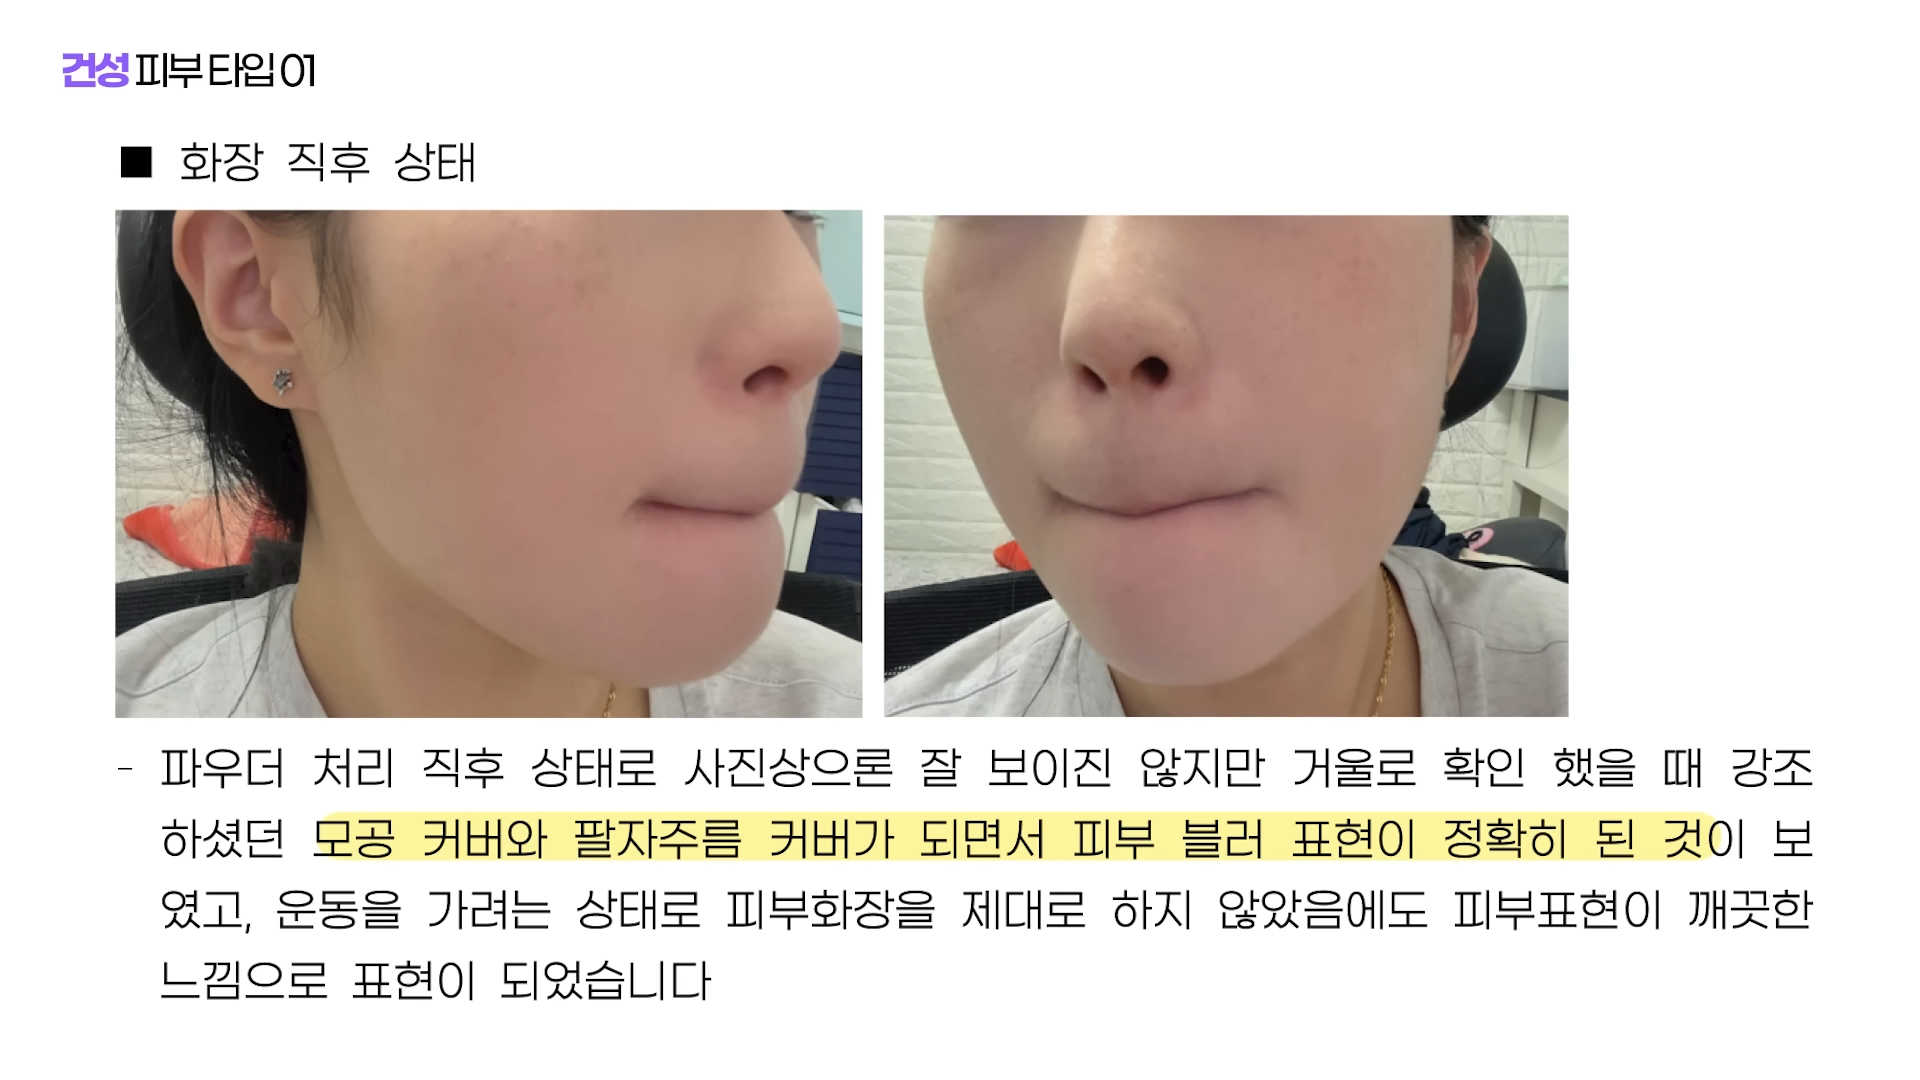 건성 피부 타입 01
■ 화장 직후 상태
- 파우더 처리 직후 상태로 사진상으론 잘 보이진 않지만 거울로 확인 했을 때 강조
하셨던 모공 커버와 팔자주름 커버가 되면서 피부 블러 표현이 정확히 된 것이 보
였고, 운동을 가려는 상태로 피부화장을 제대로 하지 않았음에도 피부표현이 깨끗한
느낌으로 표현이 되었습니다